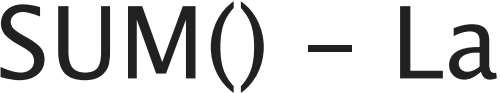 SUM() – La